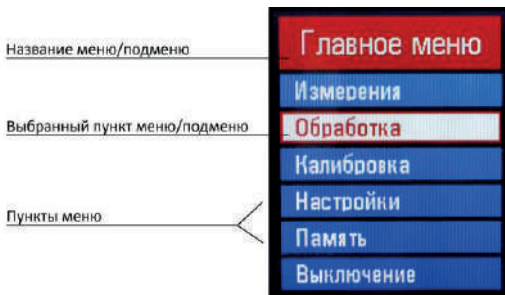 Название меню/подменю
Главное меню
Измерения
Выбранный пункт меню/подменю
Обработка
Калибровка
Пункты меню
Настройки
Память
Выключение